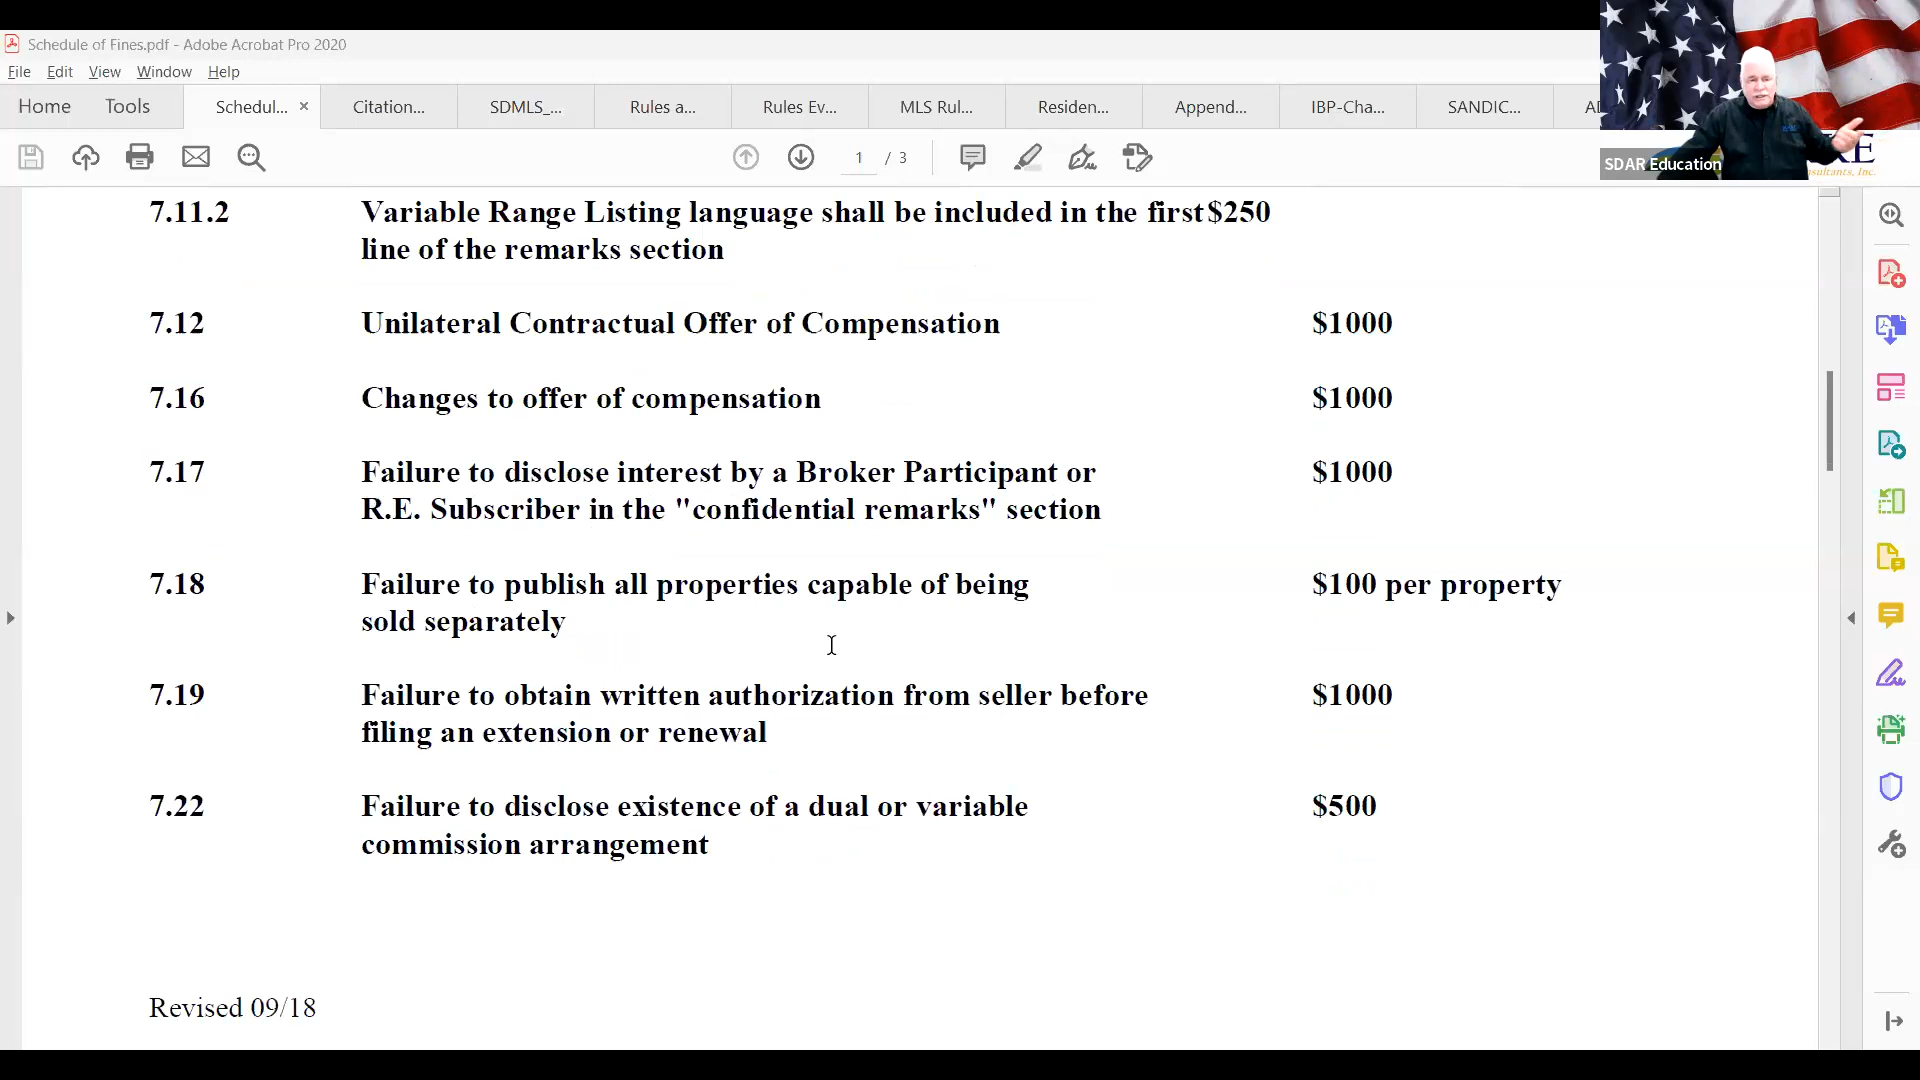 Schedule of Fines.pdf - Adobe Acrobat Pro 2020
File Edit View Window Help
Home Tools Schedul... × Citation... SDMLS_... Rules a... Rules Ev... MLS Rul... Residen... Append... IBP-Cha... SANDIC...
1 / 3
SDAR Education
7.11.2 Variable Range Listing language shall be included in the first $250
line of the remarks section
7.12 Unilateral Contractual Offer of Compensation $1000
7.16 Changes to offer of compensation $1000
7.17 Failure to disclose interest by a Broker Participant or $1000
R.E. Subscriber in the "confidential remarks" section
7.18 Failure to publish all properties capable of being $100 per property
sold separately
7.19 Failure to obtain written authorization from seller before $1000
filing an extension or renewal
7.22 Failure to disclose existence of a dual or variable $500
commission arrangement
Revised 09/18